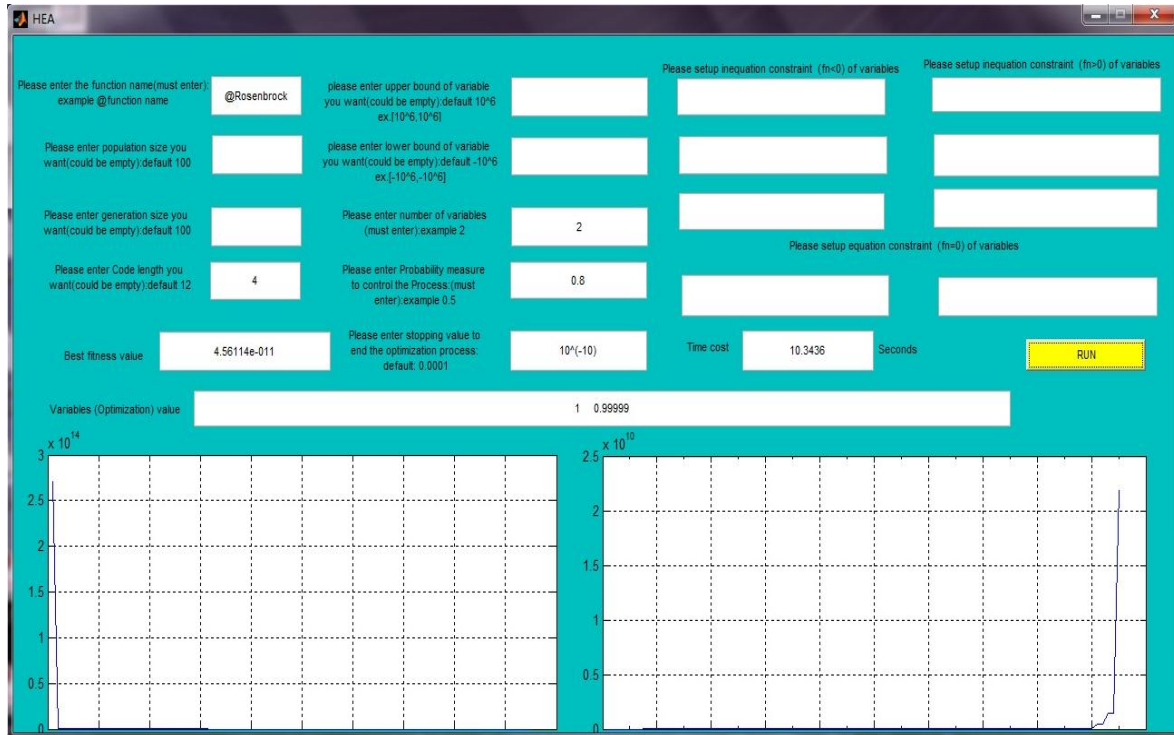 HEA
Please enter the function name(must enter):
example @function name
@Rosenbrock
please enter upper bound of variable
you want(could be empty):default 10^6
ex.[10^6,10^6]
Please setup inequation constraint (fn<0) of variables
Please setup inequation constraint (fn>0) of variables
Please enter population size you
want(could be empty):default 100
please enter lower bound of variable
you want(could be empty):default -10^6
ex.[-10^6,-10^6]
Please enter generation size you
want(could be empty):default 100
Please enter number of variables
(must enter):example 2
2
Please setup equation constraint (fn=0) of variables
Please enter Code length you
want(could be empty):default 12
4
Please enter Probability measure
to control the Process:(must
enter):example 0.5
0.8
Best fitness value
4.56114e-011
Please enter stopping value to
end the optimization process:
default: 0.0001
10^(-10)
Time cost
10.3436
Seconds
RUN
Variables (Optimization) value
1 0.99999
x 10^14
3
2.5
2
1.5
1
0.5
0
x 10^10
2.5
2
1.5
1
0.5
0